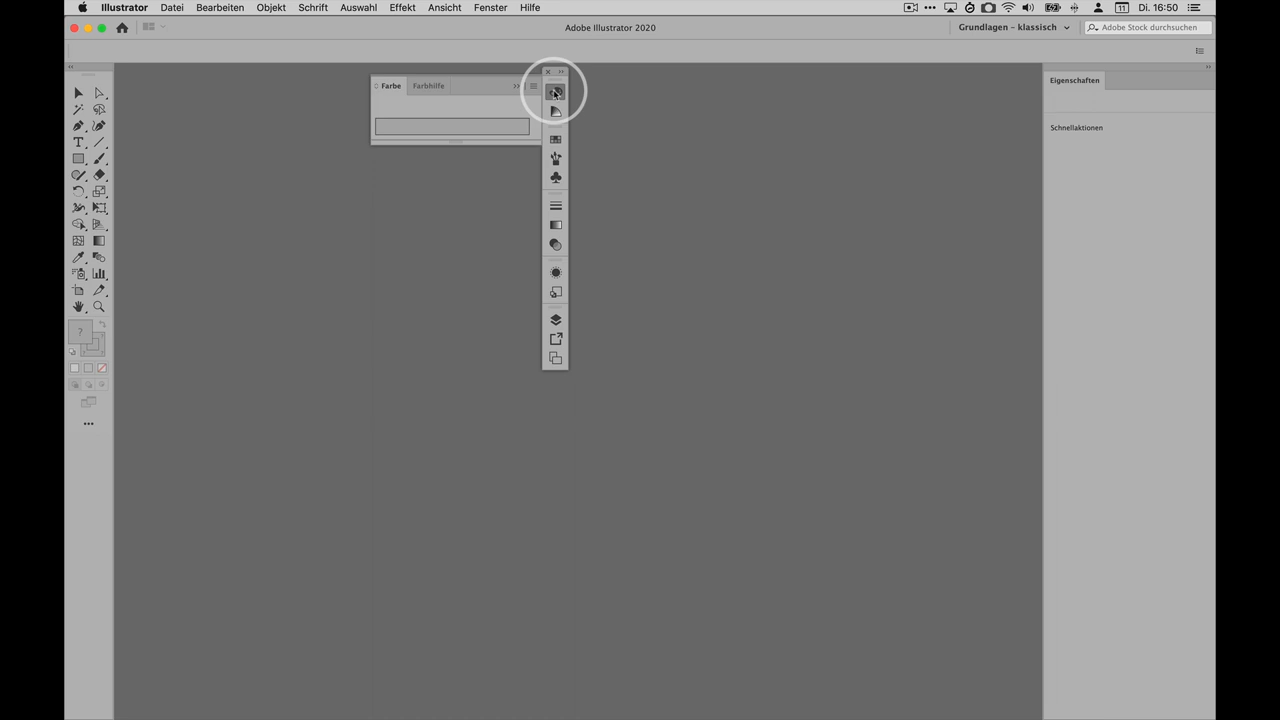 Illustrator Datei Bearbeiten Objekt Schrift Auswahl Effekt Ansicht Fenster Hilfe 11 Di. 16:50
Adobe Illustrator 2020 Grundlagen – klassisch Adobe Stock durchsuchen
Farbe Farbhilfe
Eigenschaften
Schnellaktionen
T
?